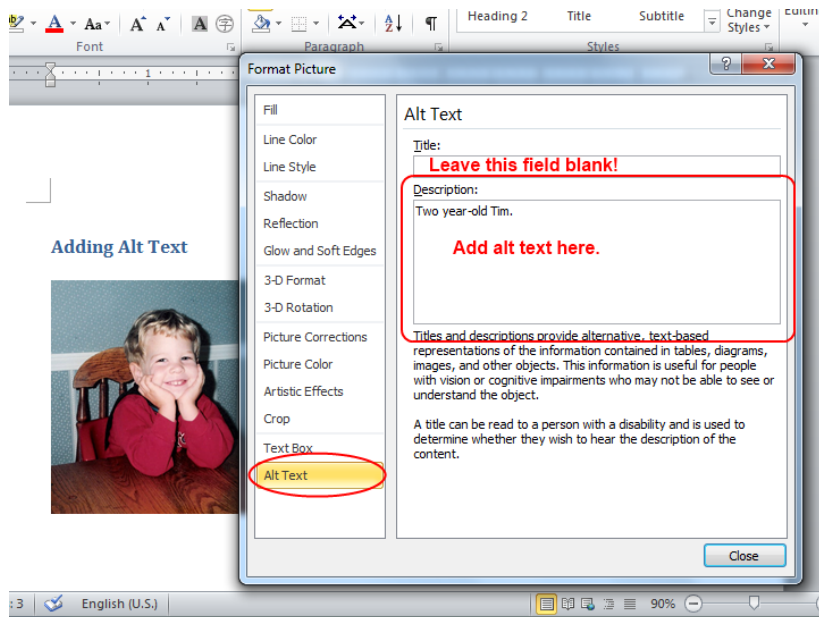 Heading 2 Title Subtitle Change Styles
Font Paragraph Styles
1
Format Picture
Fill
Line Color
Line Style
Shadow
Reflection
Glow and Soft Edges
3-D Format
3-D Rotation
Picture Corrections
Picture Color
Artistic Effects
Crop
Text Box
Alt Text
Alt Text
Title:
Leave this field blank!
Description:
Two year-old Tim.
Add alt text here.
Titles and descriptions provide alternative, text-based
representations of the information contained in tables, diagrams,
images, and other objects. This information is useful for people
with vision or cognitive impairments who may not be able to see or
understand the object.
A title can be read to a person with a disability and is used to
determine whether they wish to hear the description of the
content.
Close
Adding Alt Text
: 3 English (U.S.) 90%